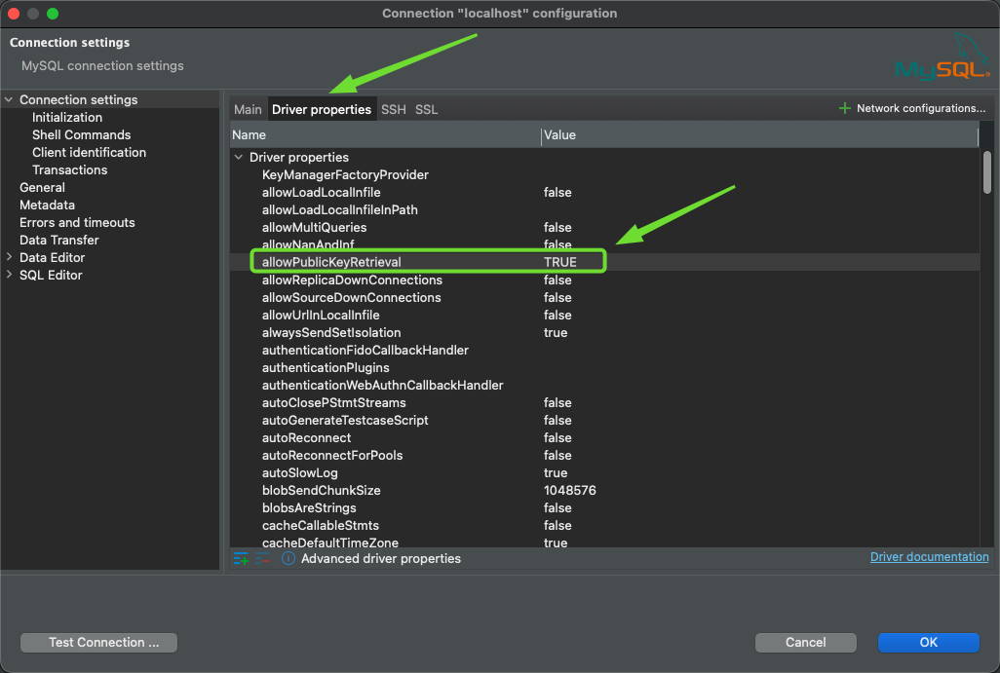 Connection "localhost" configuration
Connection settings
MySQL connection settings
MySQL®
Connection settings
Initialization
Shell Commands
Client identification
Transactions
General
Metadata
Errors and timeouts
Data Transfer
Data Editor
SQL Editor
Main Driver properties SSH SSL Network configurations...
Name Value
Driver properties
KeyManagerFactoryProvider
allowLoadLocalInfile false
allowLoadLocalInfileInPath
allowMultiQueries false
allowNanAndInf false
allowPublicKeyRetrieval TRUE
allowReplicaDownConnections false
allowSourceDownConnections false
allowUrlInLocalInfile false
alwaysSendSetIsolation true
authenticationFidoCallbackHandler
authenticationPlugins
authenticationWebAuthnCallbackHandler
autoClosePStmtStreams false
autoGenerateTestcaseScript false
autoReconnect false
autoReconnectForPools false
autoSlowLog true
blobSendChunkSize 1048576
blobsAreStrings false
cacheCallableStmts false
cacheDefaultTimeZone true
Advanced driver properties Driver documentation
Test Connection ... Cancel OK